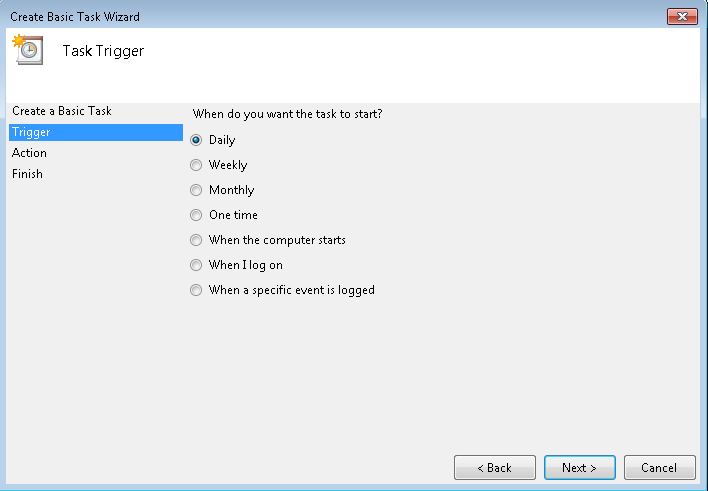 Create Basic Task Wizard
Task Trigger
Create a Basic Task
Trigger
Action
Finish
When do you want the task to start?
Daily
Weekly
Monthly
One time
When the computer starts
When I log on
When a specific event is logged
< Back
Next >
Cancel